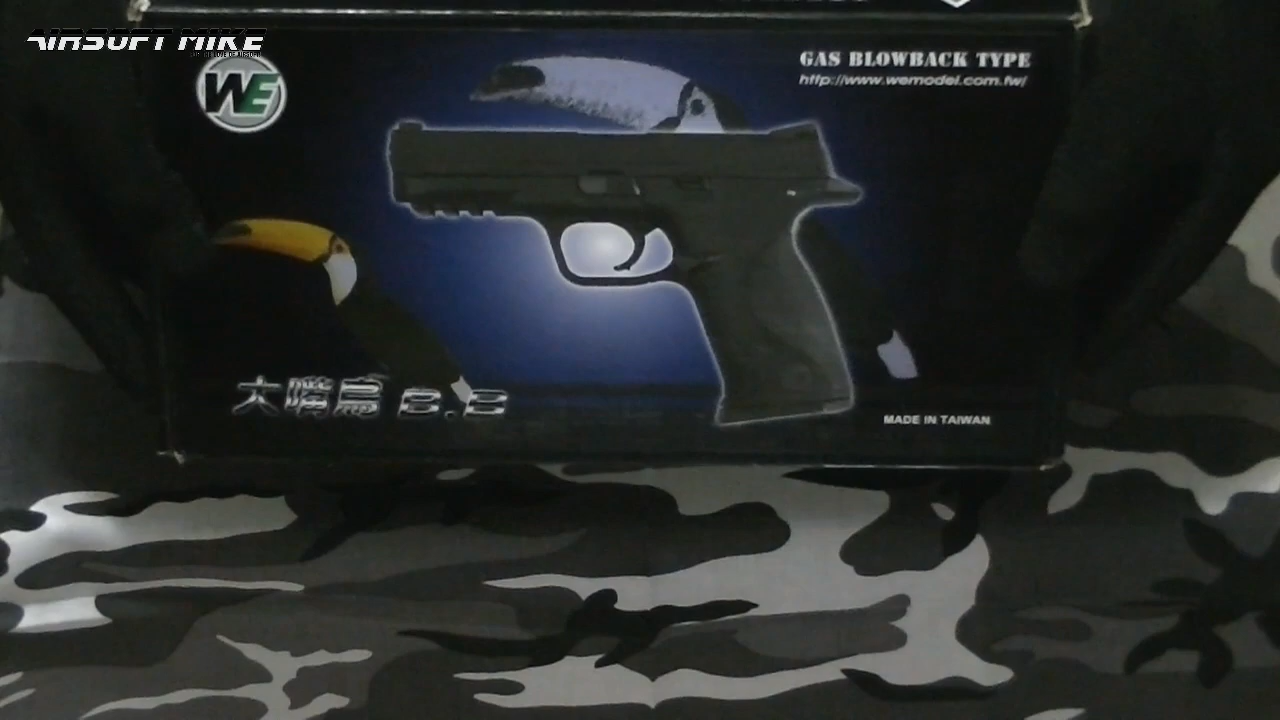 AIRSOFT MIKE
WE
GAS BLOWBACK TYPE
http://www.wemodel.com.tw/
大嘴鳥 B.B
MADE IN TAIWAN